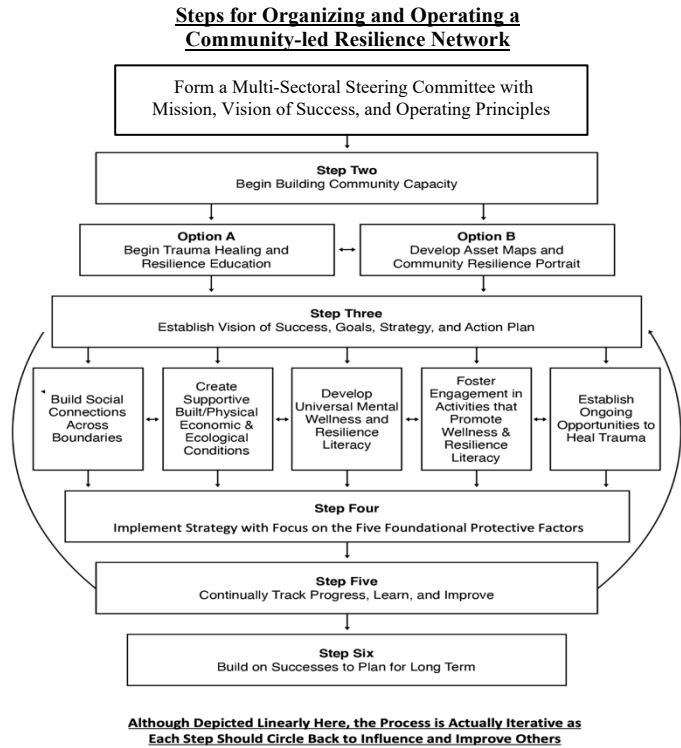 Steps for Organizing and Operating a
Community-led Resilience Network
Form a Multi-Sectoral Steering Committee with
Mission, Vision of Success, and Operating Principles
Step Two
Begin Building Community Capacity
Option A
Begin Trauma Healing and
Resilience Education
Option B
Develop Asset Maps and
Community Resilience Portrait
Step Three
Establish Vision of Success, Goals, Strategy, and Action Plan
Build Social
Connections
Across
Boundaries
Create
Supportive
Built/Physical
Economic &
Ecological
Conditions
Develop
Universal Mental
Wellness and
Resilience
Literacy
Foster
Engagement in
Activities that
Promote
Wellness &
Resilience
Literacy
Establish
Ongoing
Opportunities to
Heal Trauma
Step Four
Implement Strategy with Focus on the Five Foundational Protective Factors
Step Five
Continually Track Progress, Learn, and Improve
Step Six
Build on Successes to Plan for Long Term
Although Depicted Linearly Here, the Process is Actually Iterative as
Each Step Should Circle Back to Influence and Improve Others